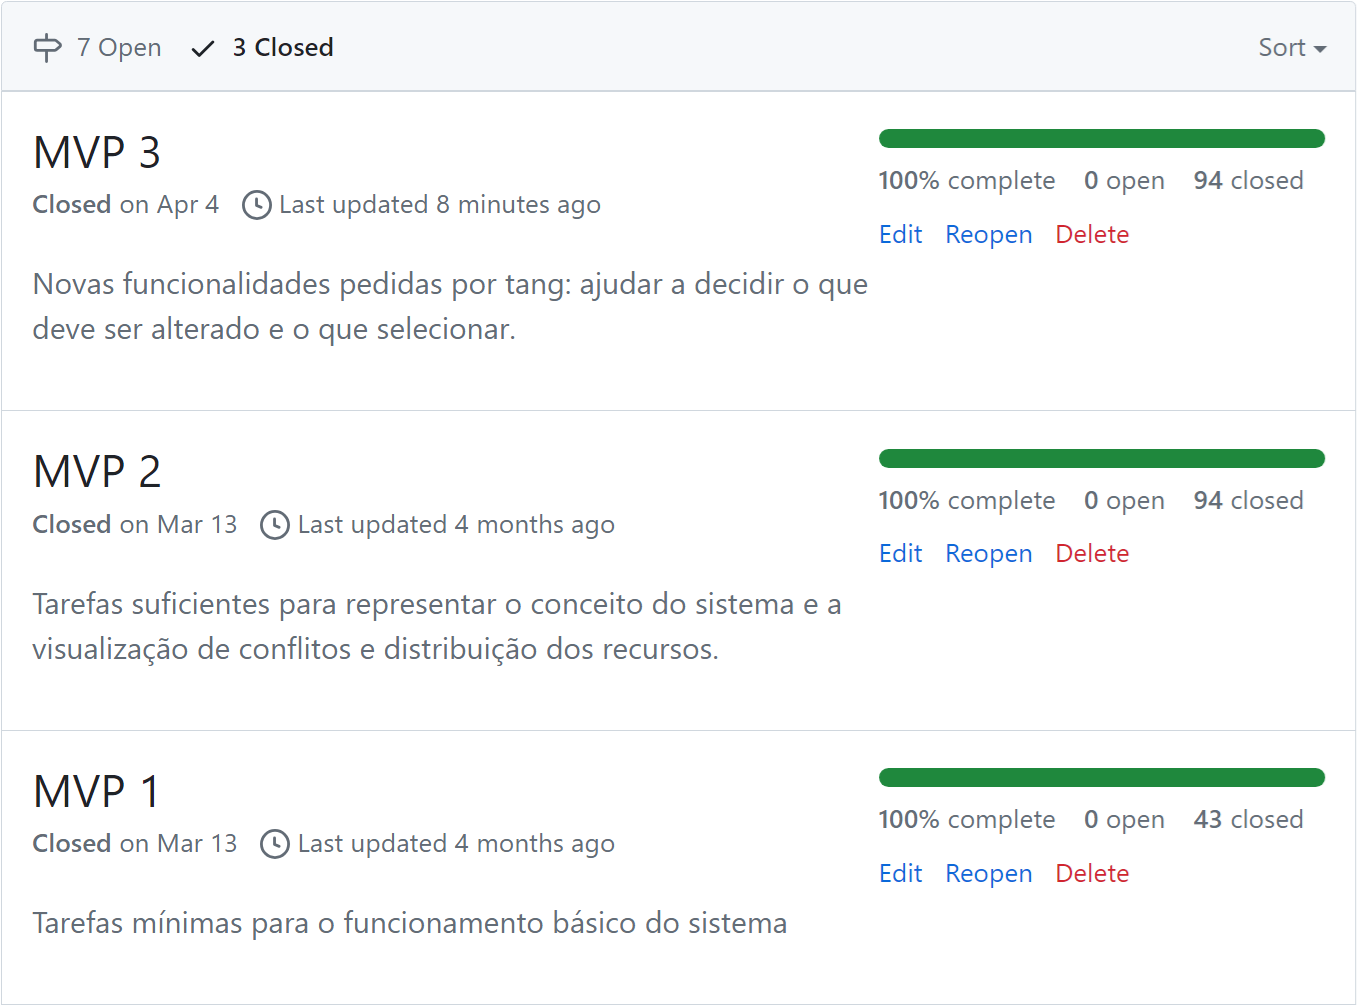 7 Open 3 Closed Sort
MVP 3
Closed on Apr 4 Last updated 8 minutes ago
100% complete 0 open 94 closed
Edit Reopen Delete
Novas funcionalidades pedidas por tang: ajudar a decidir o que
deve ser alterado e o que selecionar.
MVP 2
Closed on Mar 13 Last updated 4 months ago
100% complete 0 open 94 closed
Edit Reopen Delete
Tarefas suficientes para representar o conceito do sistema e a
visualização de conflitos e distribuição dos recursos.
MVP 1
Closed on Mar 13 Last updated 4 months ago
100% complete 0 open 43 closed
Edit Reopen Delete
Tarefas mínimas para o funcionamento básico do sistema